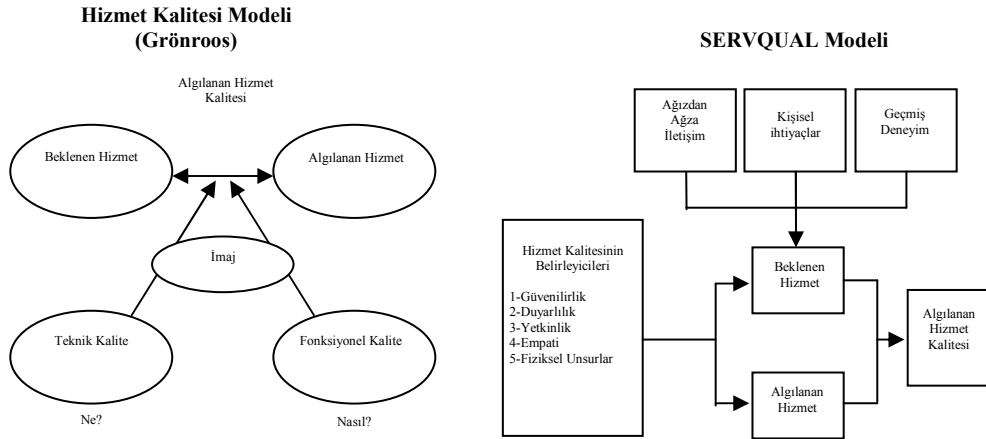 Hizmet Kalitesi Modeli
(Grönroos)
Algılanan Hizmet
Kalitesi
Beklenen Hizmet
Algılanan Hizmet
İmaj
Teknik Kalite
Fonksiyonel Kalite
Ne?
Nasıl?
SERVQUAL Modeli
Ağızdan
Ağza
İletişim
Kişisel
ihtiyaçlar
Geçmiş
Deneyim
Hizmet Kalitesinin
Belirleyicileri
1-Güvenilirlik
2-Duyarlılık
3-Yetkinlik
4-Empati
5-Fiziksel Unsurlar
Beklenen
Hizmet
Algılanan
Hizmet
Algılanan
Hizmet
Kalitesi